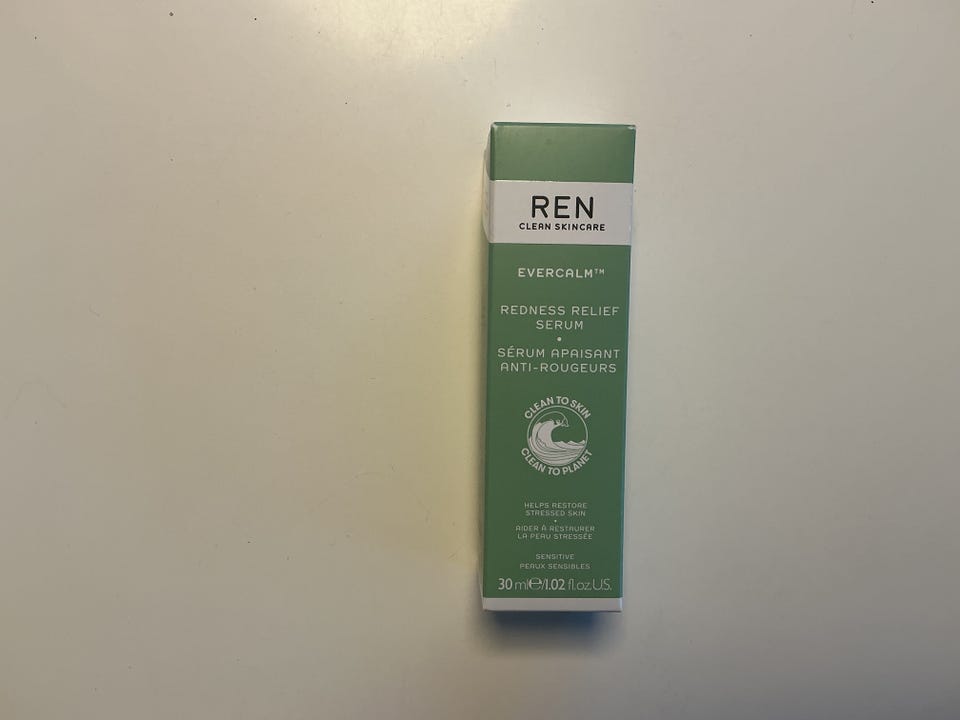 REN
CLEAN SKINCARE
EVERCALM™
REDNESS RELIEF
SERUM
•
SÉRUM APAISANT
ANTI-ROUGEURS
CLEAN TO SKIN
CLEAN TO PLANET
HELPS RESTORE
STRESSED SKIN
•
AIDER À RESTAURER
LA PEAU STRESSÉE
SENSITIVE
PEAUX SENSIBLES
30 ml℮/1.02 fl.oz.U.S.